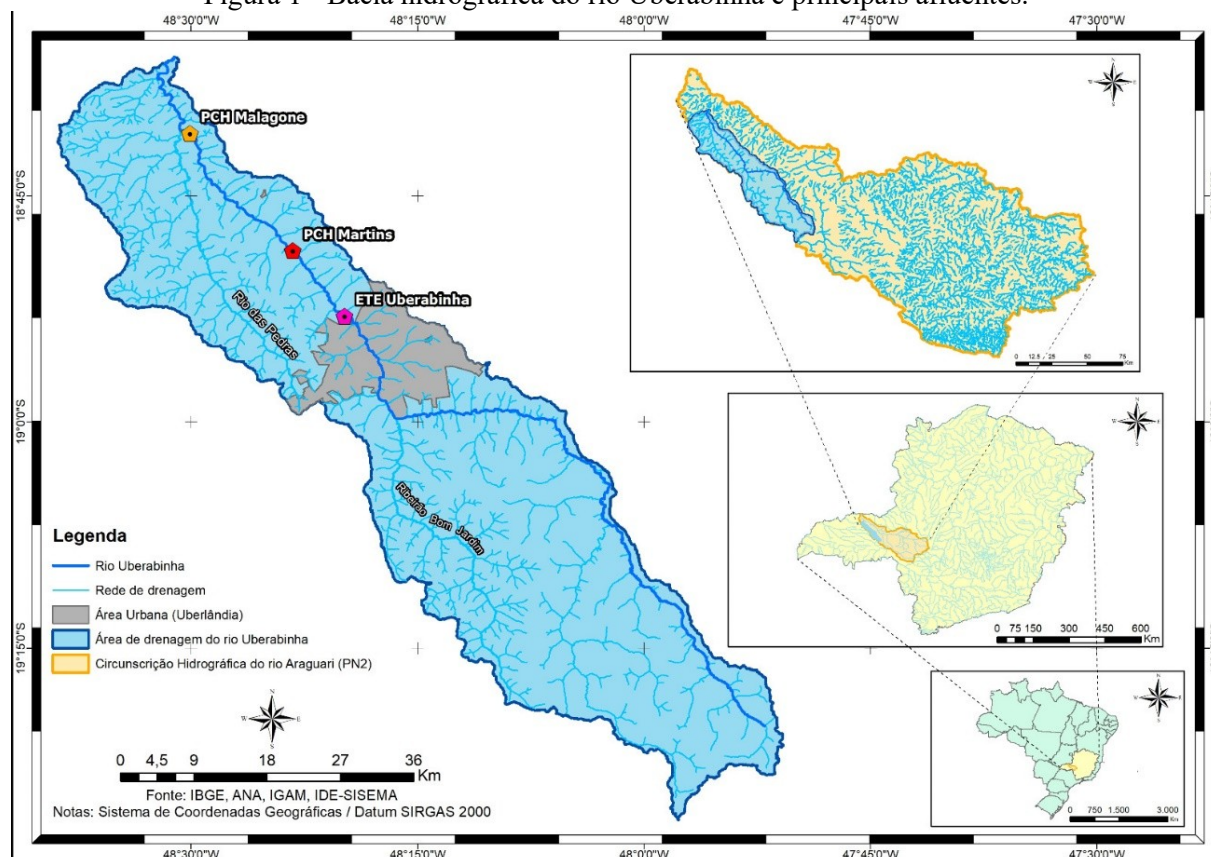 Figura 1 - Bacia hidrográfica do rio Uberabinha e principais afluentes.
48°30'0"W 48°15'0"W 48°0'0"W 47°45'0"W 47°30'0"W
PCH Malagone
18°45'0"S
PCH Martins
ETE Uberabinha
Rio das Pedras
19°0'0"S
Ribeirão Bom Jardim
19°15'0"S
Legenda
Rio Uberabinha
Rede de drenagem
Área Urbana (Uberlândia)
Área de drenagem do rio Uberabinha
Circunscrição Hidrográfica do rio Araguari (PN2)
N
W E
S
0 4,5 9 18 27 36
Km
Fonte: IBGE, ANA, IGAM, IDE-SISEMA
Notas: Sistema de Coordenadas Geográficas / Datum SIRGAS 2000
0 12,5 25 50 75
Km
0 75 150 300 450 600
Km
0 750 1.500 3.000
Km
48°30'0"W 48°15'0"W 48°0'0"W 47°45'0"W 47°30'0"W